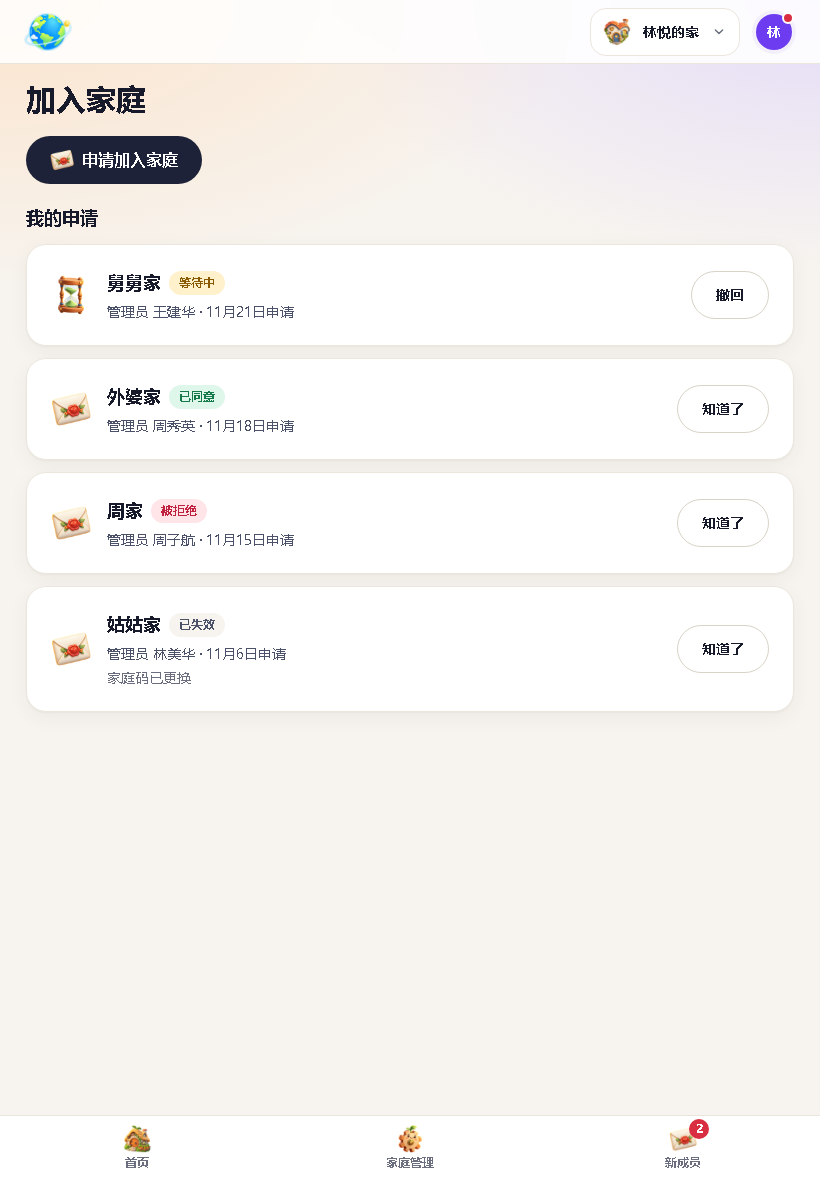 林悦的家
林
加入家庭
申请加入家庭
我的申请
舅舅家 等待中
管理员 王建华 · 11月21日申请
撤回
外婆家 已同意
管理员 周秀英 · 11月18日申请
知道了
周家 被拒绝
管理员 周子航 · 11月15日申请
知道了
姑姑家 已失效
管理员 林美华 · 11月6日申请
家庭码已更换
知道了
首页
家庭管理
2
新成员